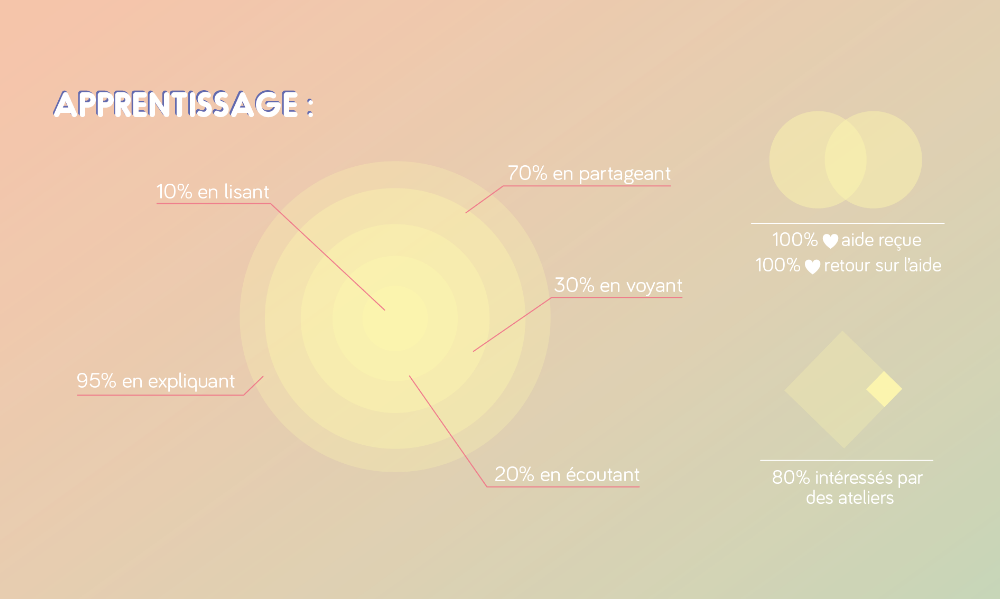 APPRENTISSAGE :
10% en lisant
70% en partageant
30% en voyant
95% en expliquant
20% en écoutant
100% ♥ aide reçue
100% ♥ retour sur l'aide
80% intéressés par
des ateliers